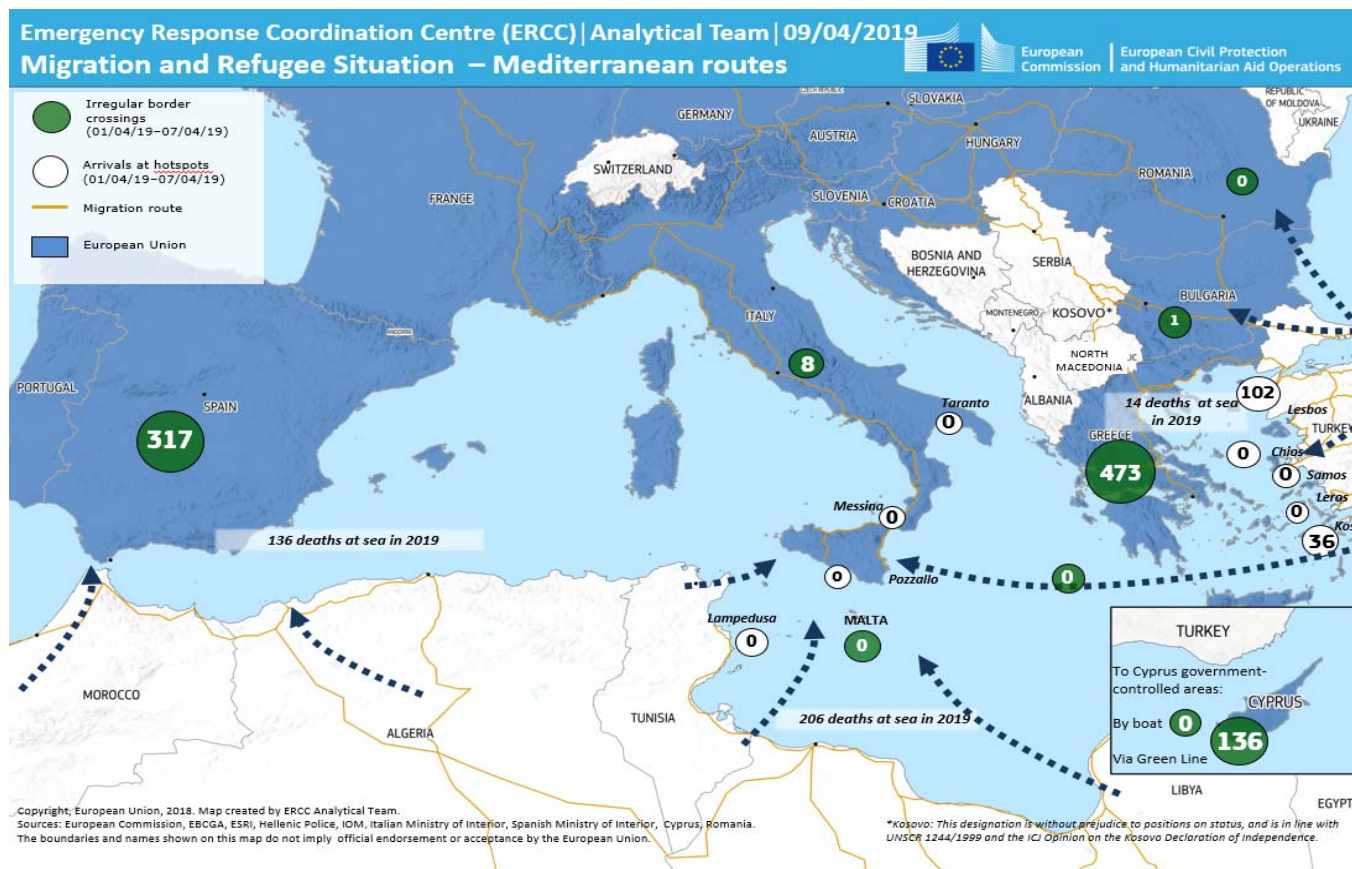 Emergency Response Coordination Centre (ERCC)|Analytical Team|09/04/2019
Migration and Refugee Situation – Mediterranean routes
European
Commission
European Civil Protection
and Humanitarian Aid Operations
Irregular border
crossings
(01/04/19–07/04/19)
Arrivals at hotspots
(01/04/19–07/04/19)
Migration route
European Union
SLOVAKIA
REPUBLIC
OF MOLDOVA
UKRAINE
GERMANY
AUSTRIA
HUNGARY
SWITZERLAND
ROMANIA
0
FRANCE
SLOVENIA
CROATIA
BOSNIA AND
HERZEGOVINA
SERBIA
BULGARIA
1
ITALY
MONTENEGRO
KOSOVO*
ANDORRA
8
NORTH
MACEDONIA
PORTUGAL
SPAIN
317
ALBANIA
14 deaths at sea
in 2019
102
Lesbos
TURKEY
Taranto
0
GREECE
473
0
Chios
0
Samos
Leros
0
Kos
36
Messina
0
136 deaths at sea in 2019
0
Pozzallo
0
Lampedusa
0
MALTA
0
MOROCCO
ALGERIA
TUNISIA
206 deaths at sea in 2019
LIBYA
EGYPT
TURKEY
To Cyprus government-
controlled areas:
CYPRUS
By boat 0
136
Via Green Line
Copyright, European Union, 2018. Map created by ERCC Analytical Team.
Sources: European Commission, EBCGA, ESRI, Hellenic Police, IOM, Italian Ministry of Interior, Spanish Ministry of Interior, Cyprus, Romania.
The boundaries and names shown on this map do not imply official endorsement or acceptance by the European Union.
*Kosovo: This designation is without prejudice to positions on status, and is in line with
UNSCR 1244/1999 and the ICJ Opinion on the Kosovo Declaration of Independence.